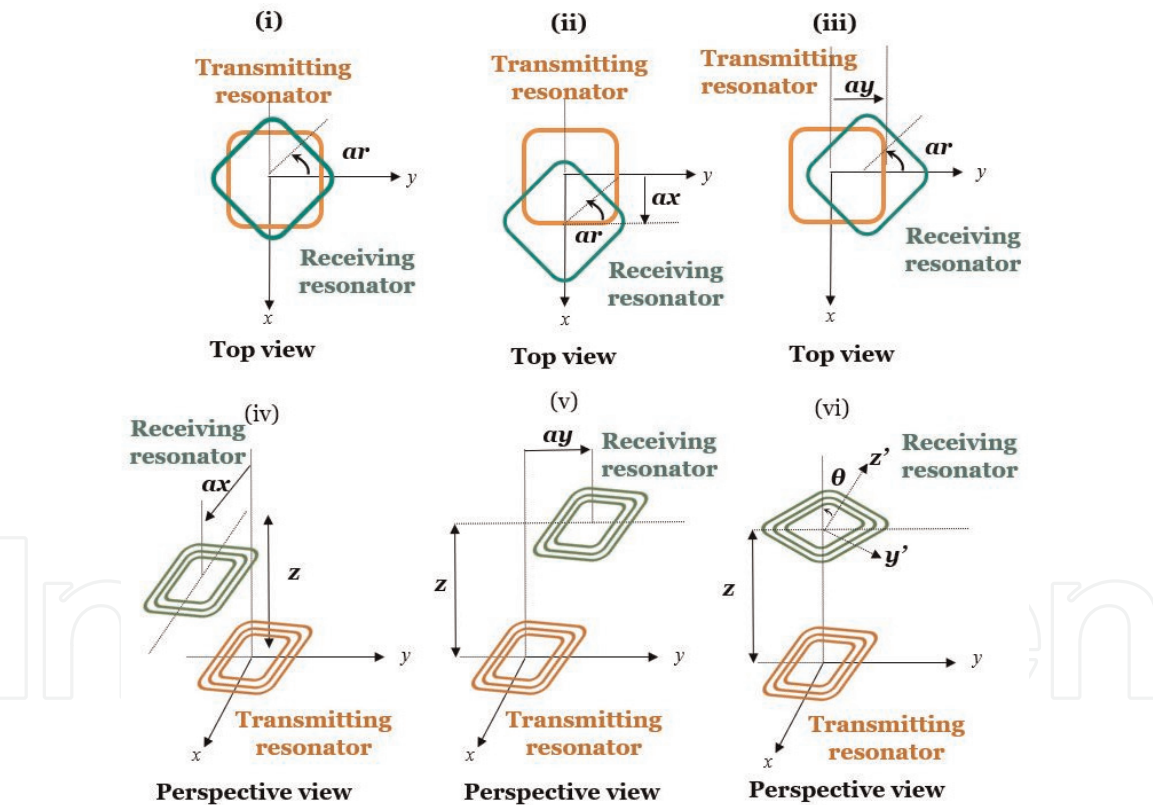 (i)
Transmitting
resonator
ar
y
Receiving
resonator
x
Top view
(ii)
Transmitting
resonator
y
ax
ar
Receiving
resonator
x
Top view
(iii)
Transmitting
resonator
ay
ar
y
Receiving
resonator
x
Top view
(iv)
Receiving
resonator
ax
z
y
Transmitting
resonator
x
Perspective view
(v)
ay
Receiving
resonator
z
y
Transmitting
resonator
x
Perspective view
(vi)
Receiving
resonator
z’
θ
y’
z
y
Transmitting
resonator
x
Perspective view